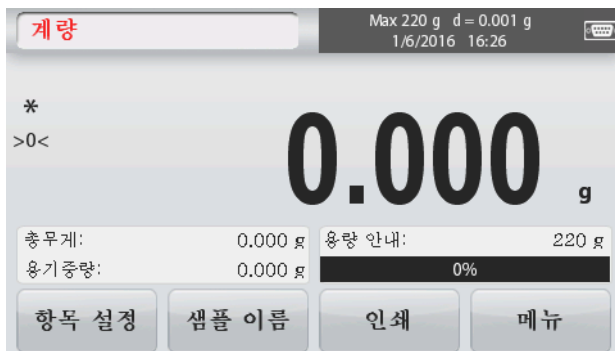 계량
Max 220 g d = 0.001 g
1/6/2016 16:26
*
>0<
0.000 g
총무게: 0.000 g
용기중량: 0.000 g
용량 안내: 220 g
0%
항목 설정
샘플 이름
인쇄
메뉴